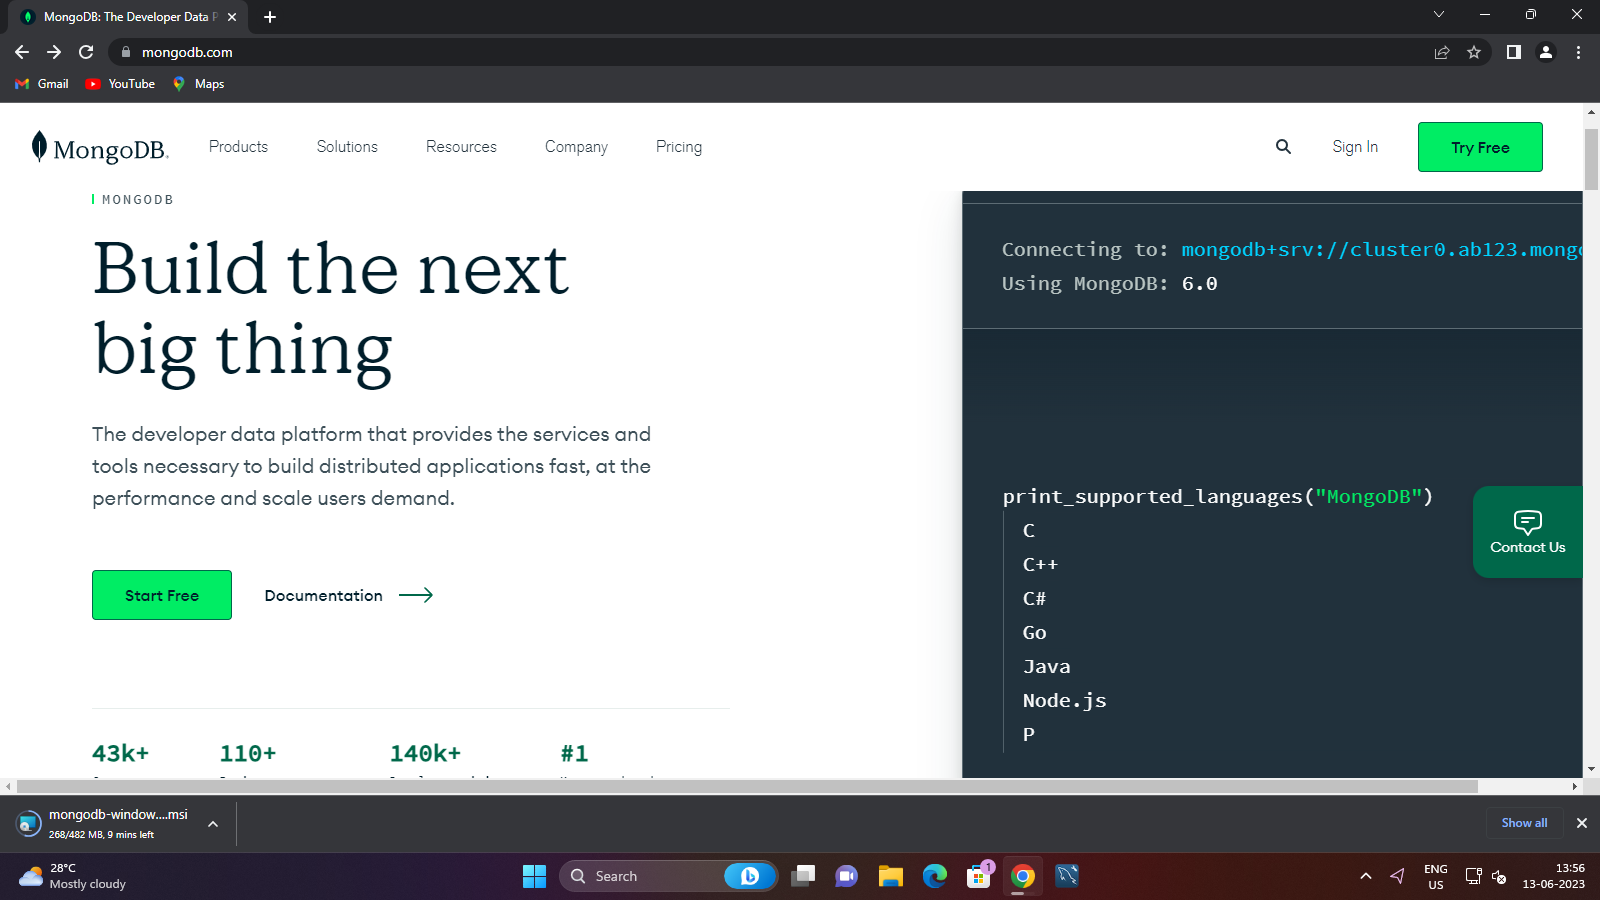 MongoDB: The Developer Data P
mongodb.com
Gmail
YouTube
Maps
MongoDB.
Products
Solutions
Resources
Company
Pricing
Sign In
Try Free
MONGODB
Build the next
big thing
The developer data platform that provides the services and
tools necessary to build distributed applications fast, at the
performance and scale users demand.
Start Free
Documentation
43k+
110+
140k+
#1
Connecting to: mongodb+srv://cluster0.ab123.mongo
Using MongoDB: 6.0
print_supported_languages("MongoDB")
C
C++
C#
Go
Java
Node.js
P
Contact Us
mongodb-window....msi
268/482 MB, 9 mins left
Show all
28°C
Mostly cloudy
Search
1
ENG
US
13:56
13-06-2023